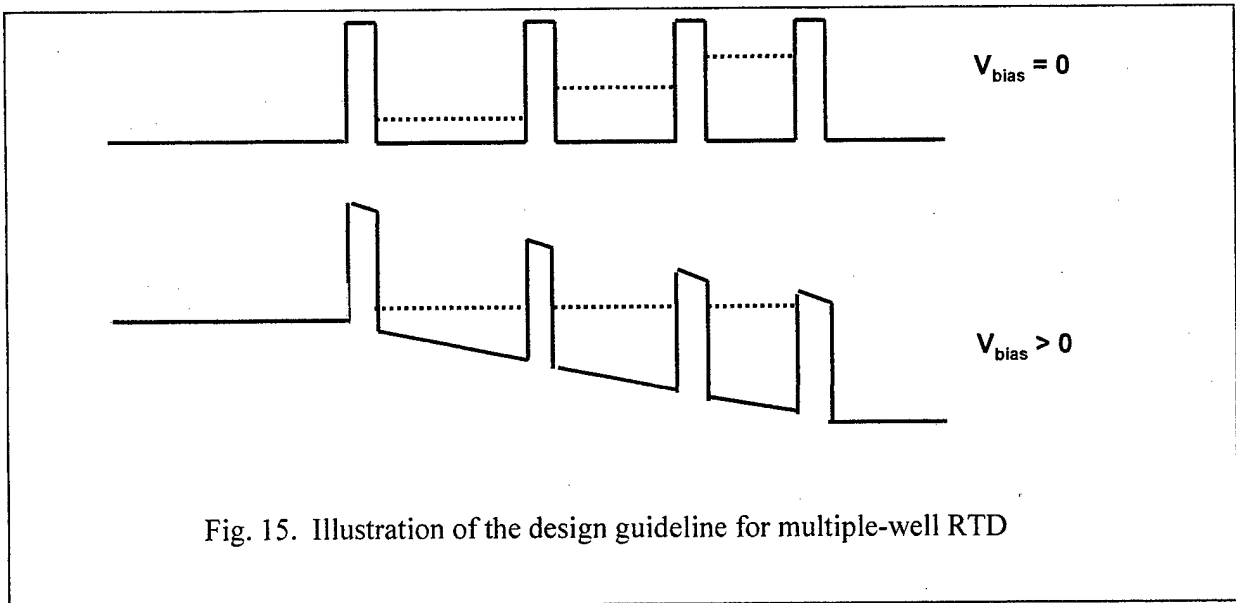 V_bias = 0
V_bias > 0
Fig. 15. Illustration of the design guideline for multiple-well RTD